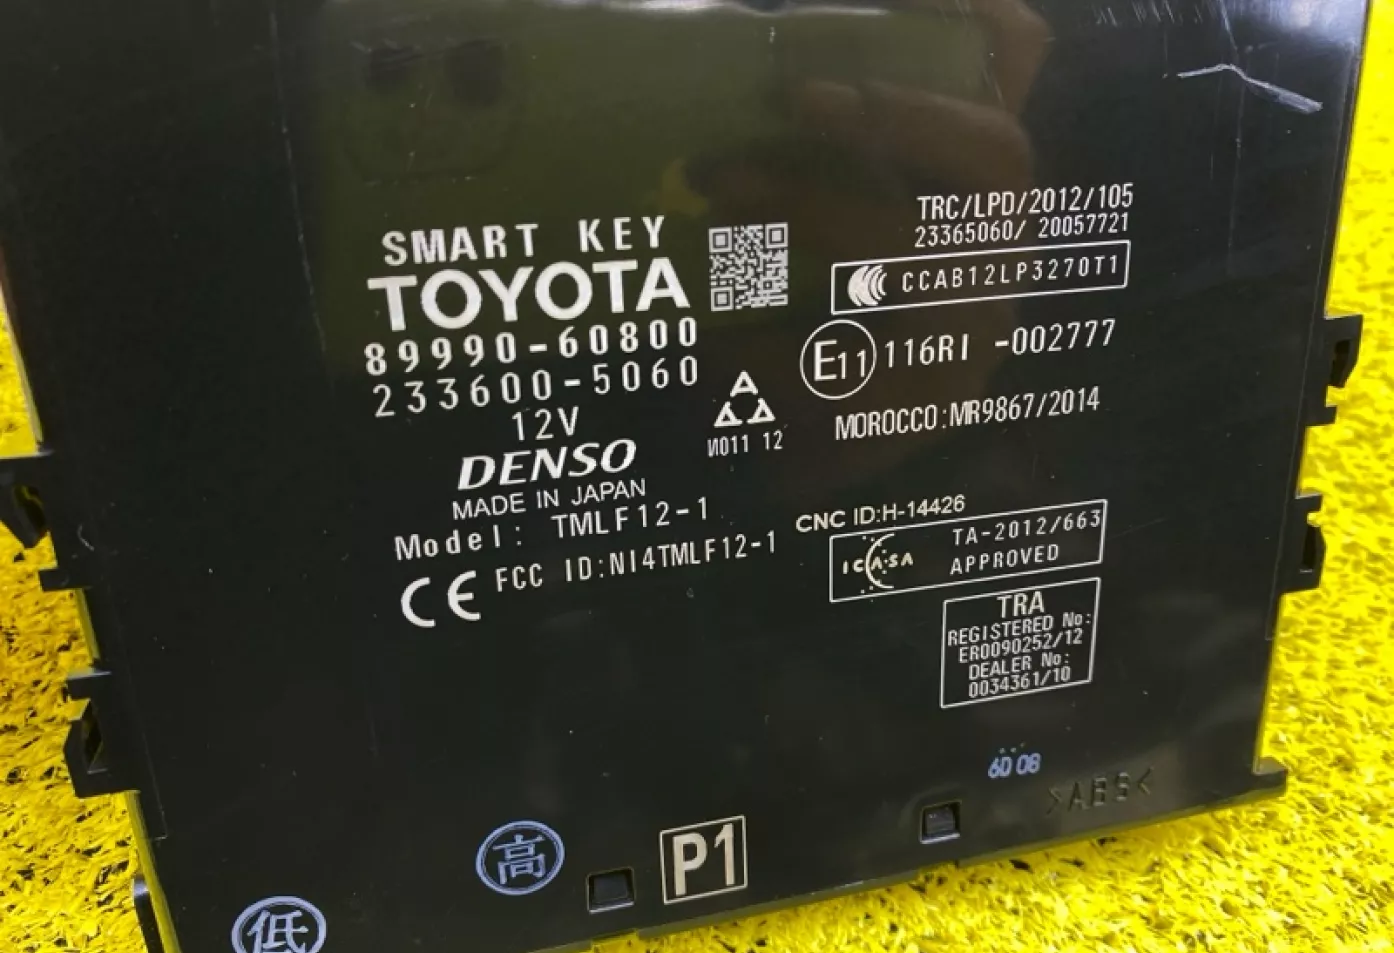 SMART KEY
TOYOTA
89990-60800
233600-5060
12V
DENSO
MADE IN JAPAN
Model: TMLF12-1
FCC ID:NI4TMLF12-1
CE
A
И011 12
TRC/LPD/2012/105
23365060/ 20057721
CCAB12LP3270T1
E11 116RI -002777
MOROCCO:MR9867/2014
CNC ID:H-14426
ICASA
TA-2012/663
APPROVED
TRA
REGISTERED No:
ER0090252/12
DEALER No:
0034361/10
6D 08
>ABS<
高
P1
低